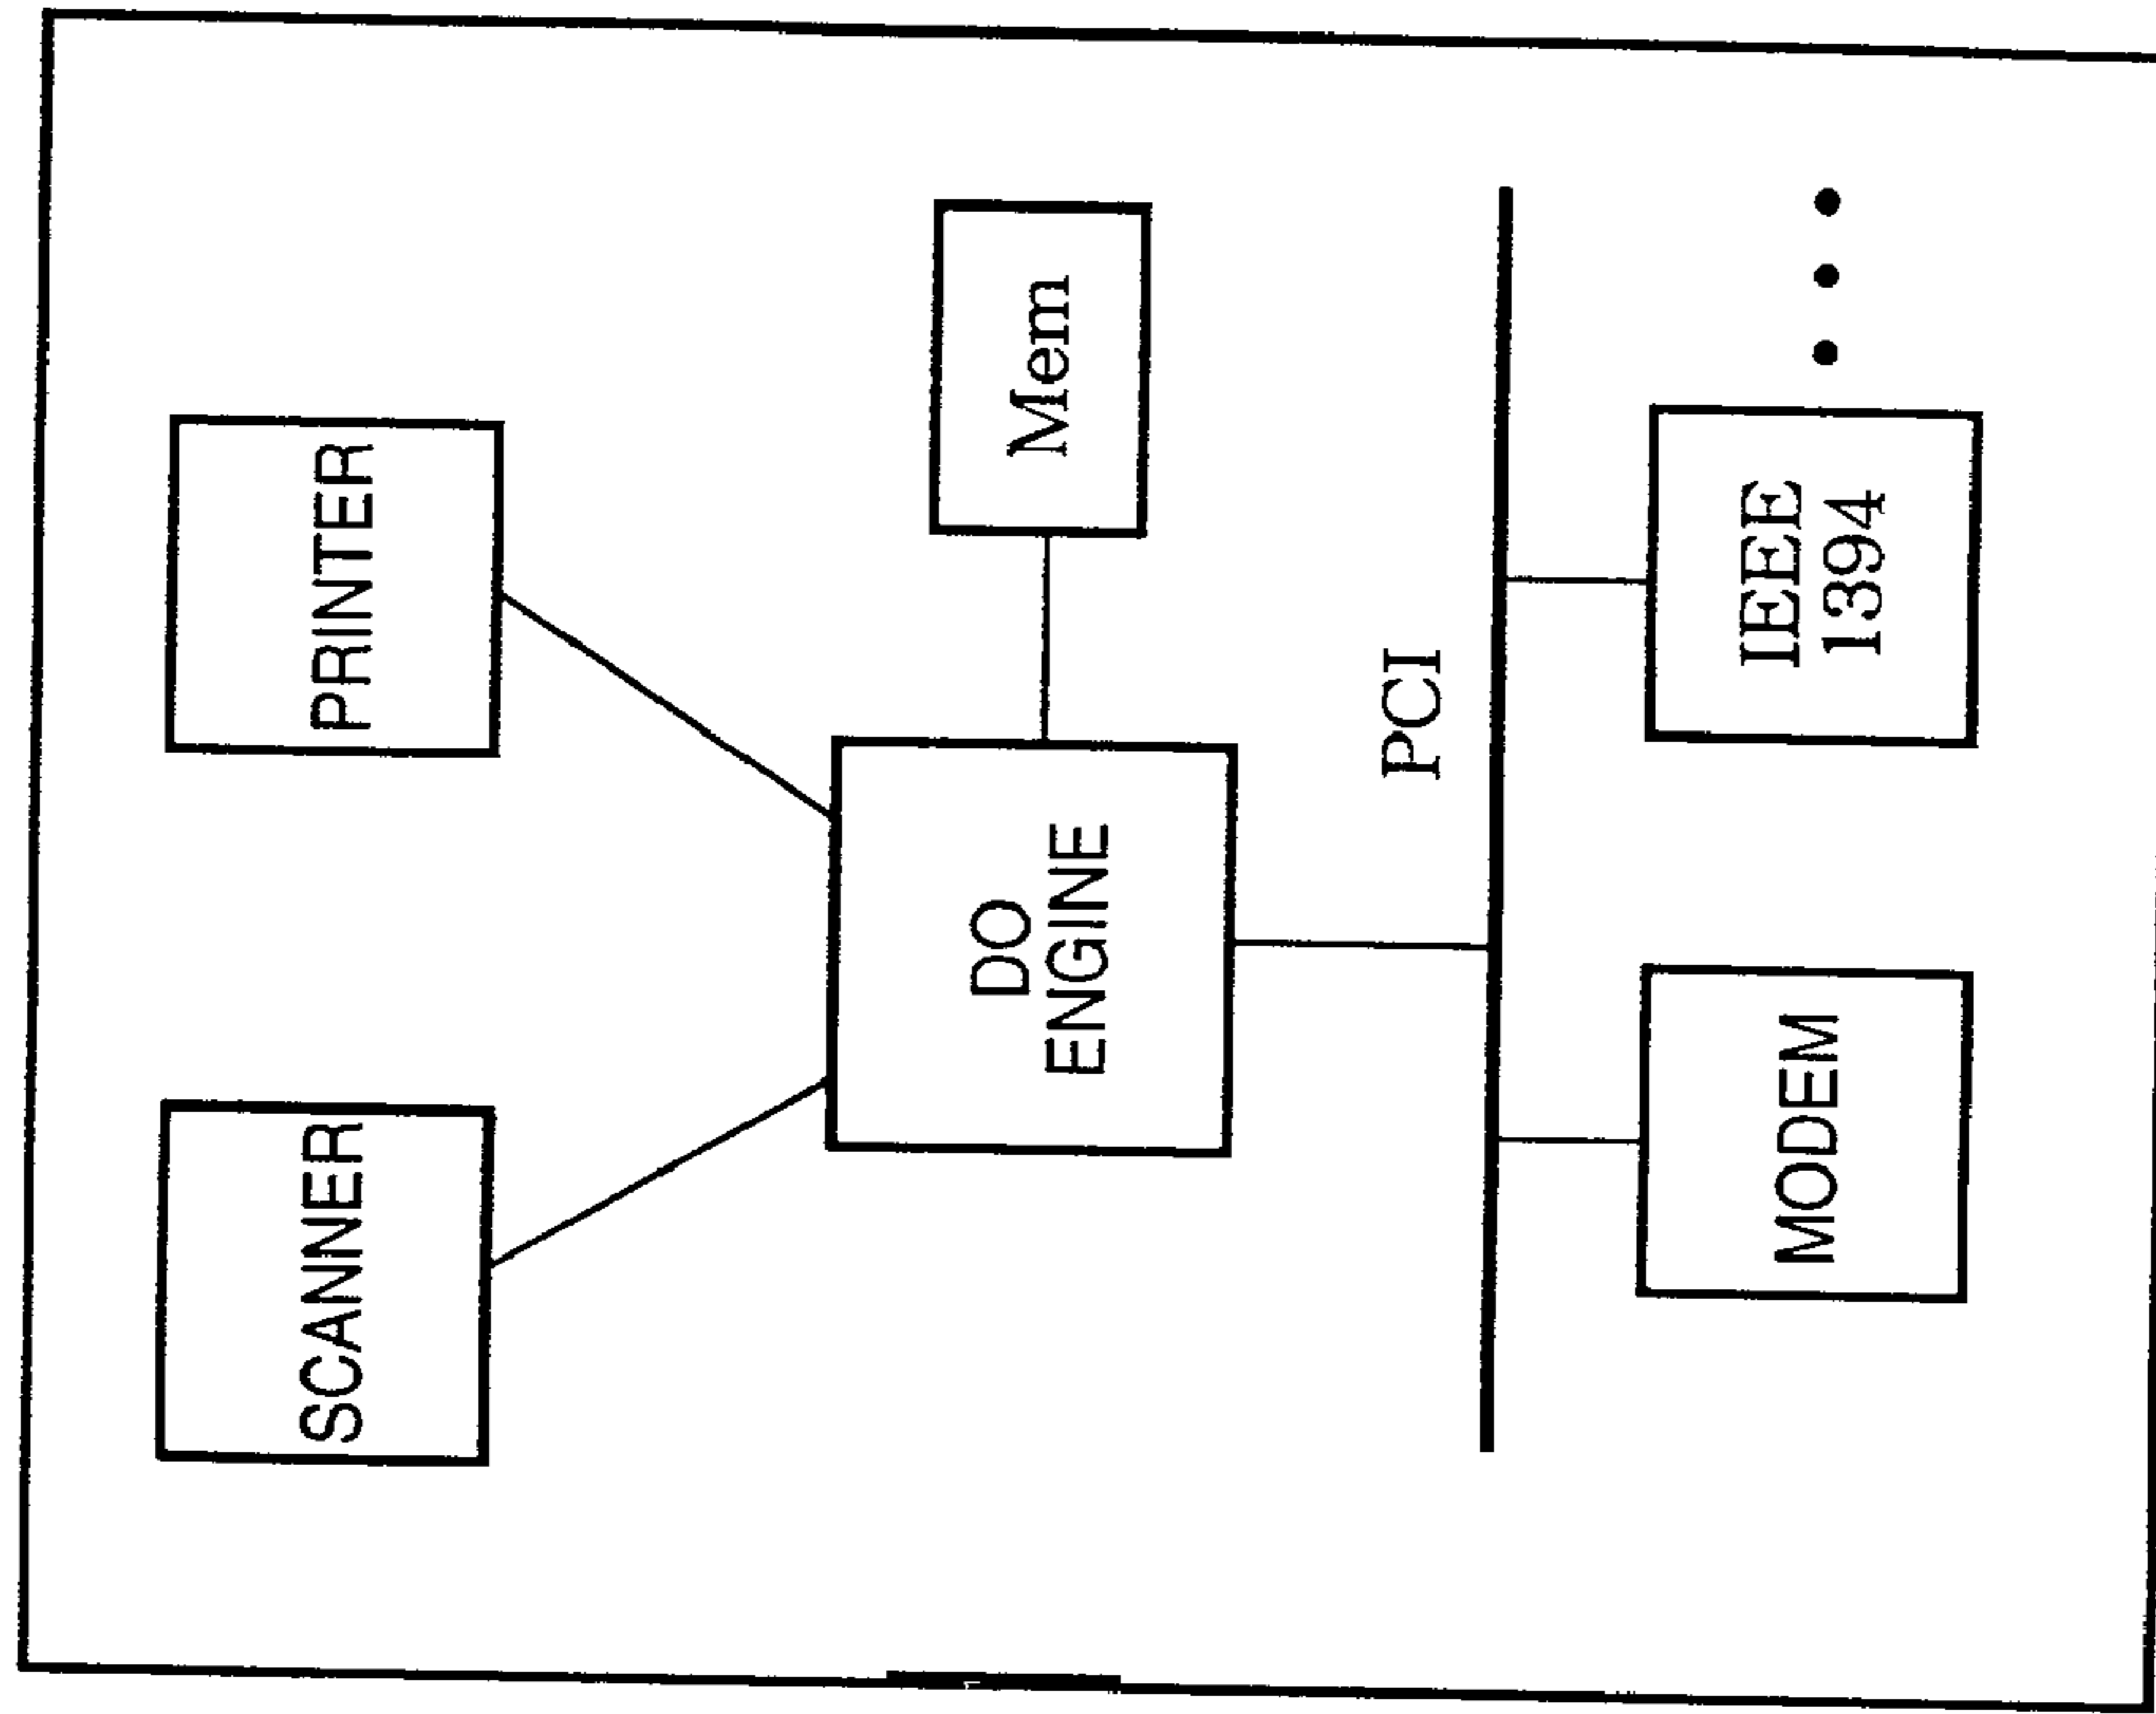 SCANNER
PRINTER
DO
ENGINE
Mem
PCI
MODEM
IEEE
1394